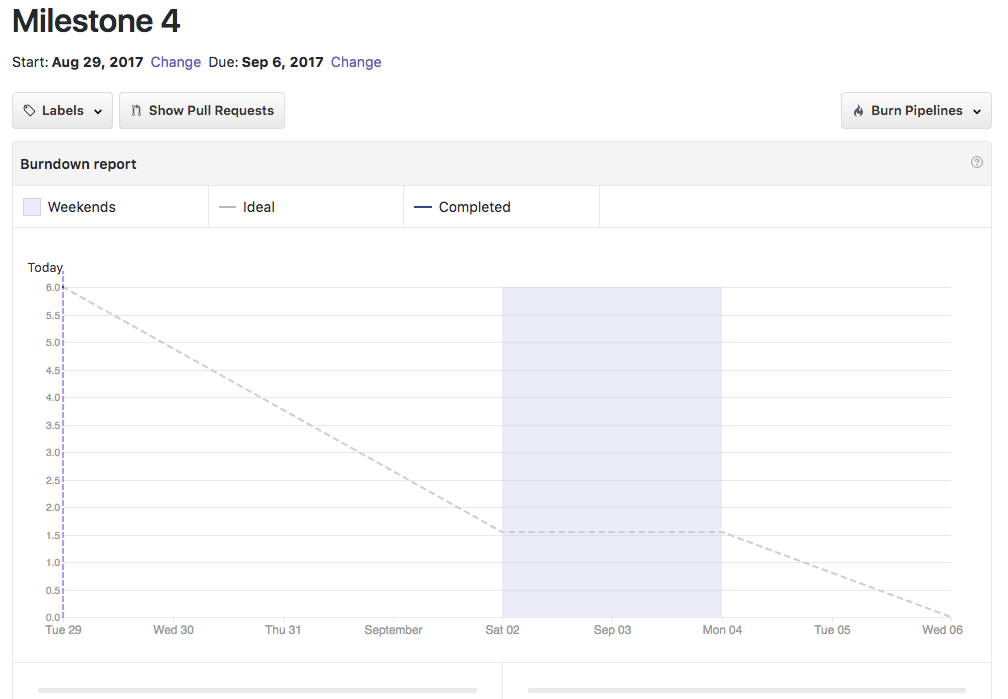 Milestone 4
Start: Aug 29, 2017 Change Due: Sep 6, 2017 Change
Labels Show Pull Requests Burn Pipelines
Burndown report ?
Weekends Ideal Completed
Today
6.0
5.5
5.0
4.5
4.0
3.5
3.0
2.5
2.0
1.5
1.0
0.5
0.0
Tue 29 Wed 30 Thu 31 September Sat 02 Sep 03 Mon 04 Tue 05 Wed 06